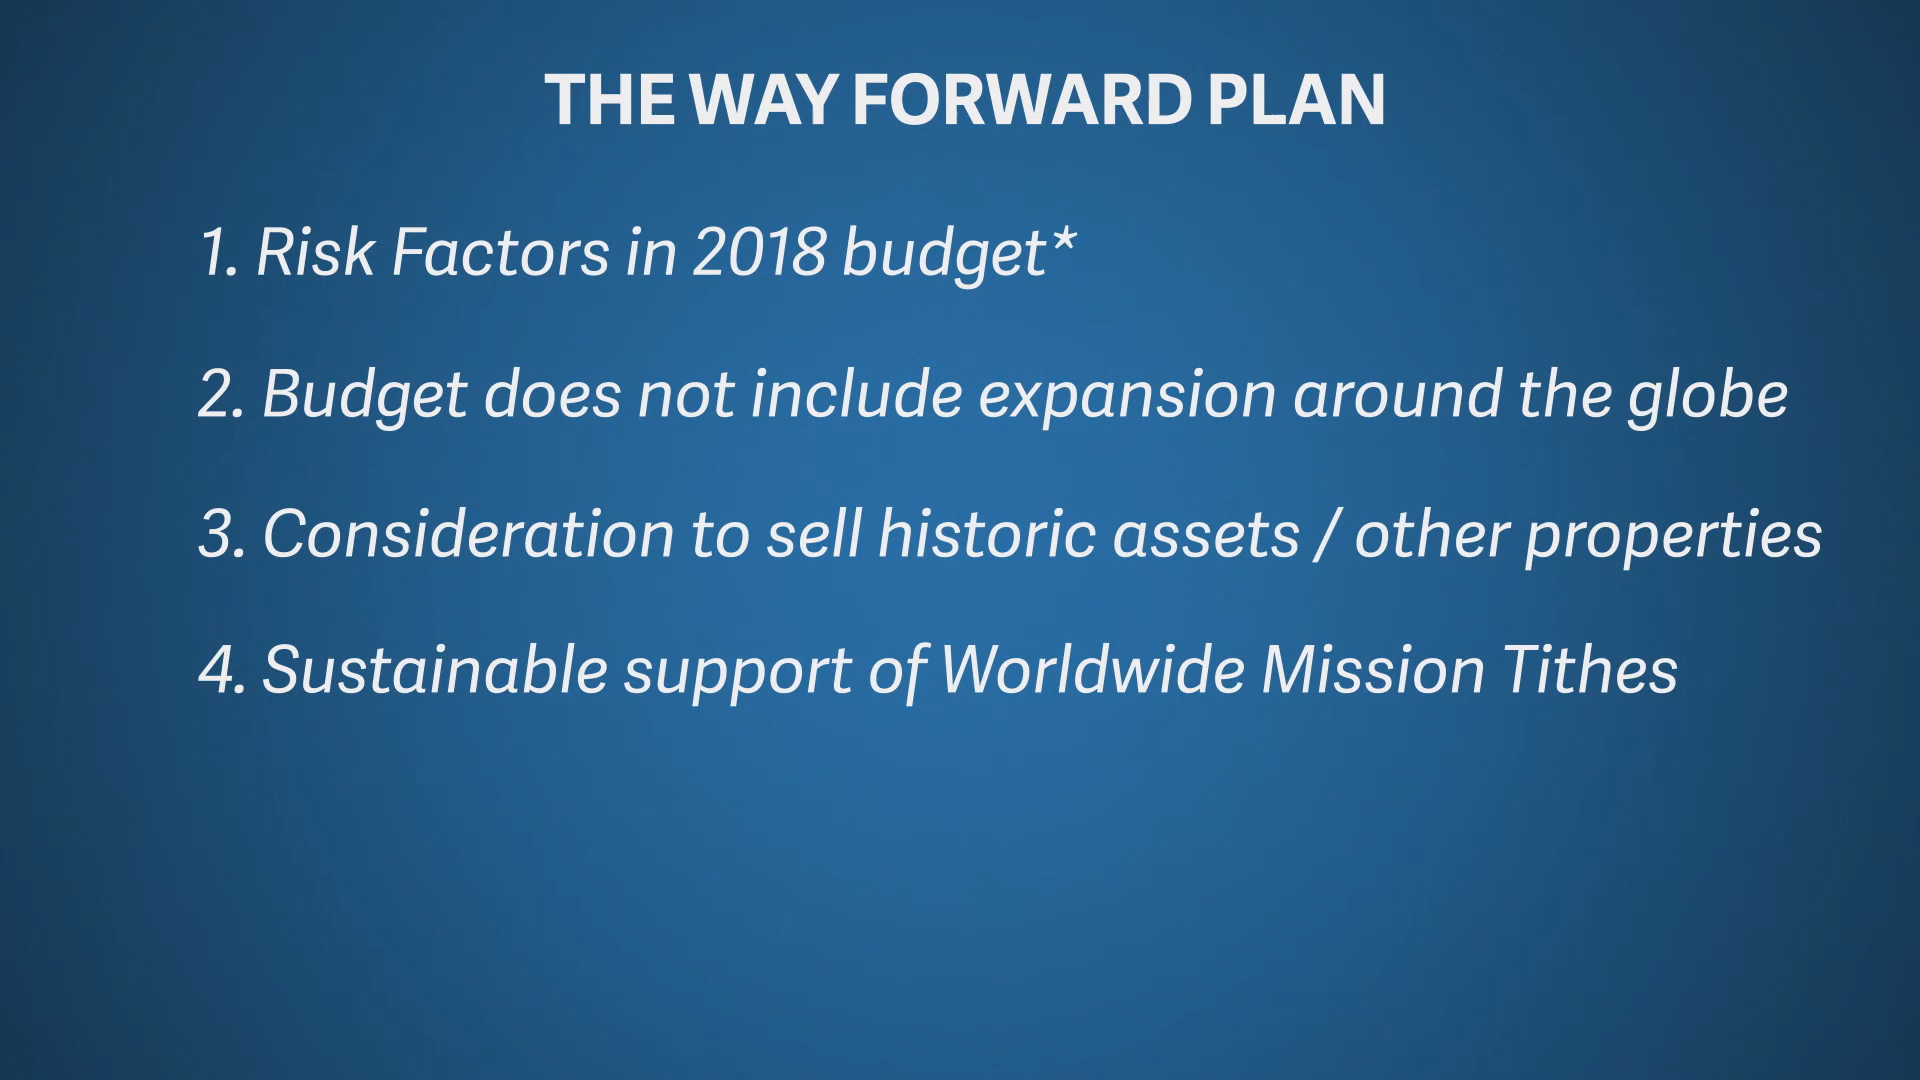 THE WAY FORWARD PLAN
1. Risk Factors in 2018 budget*
2. Budget does not include expansion around the globe
3. Consideration to sell historic assets / other properties
4. Sustainable support of Worldwide Mission Tithes